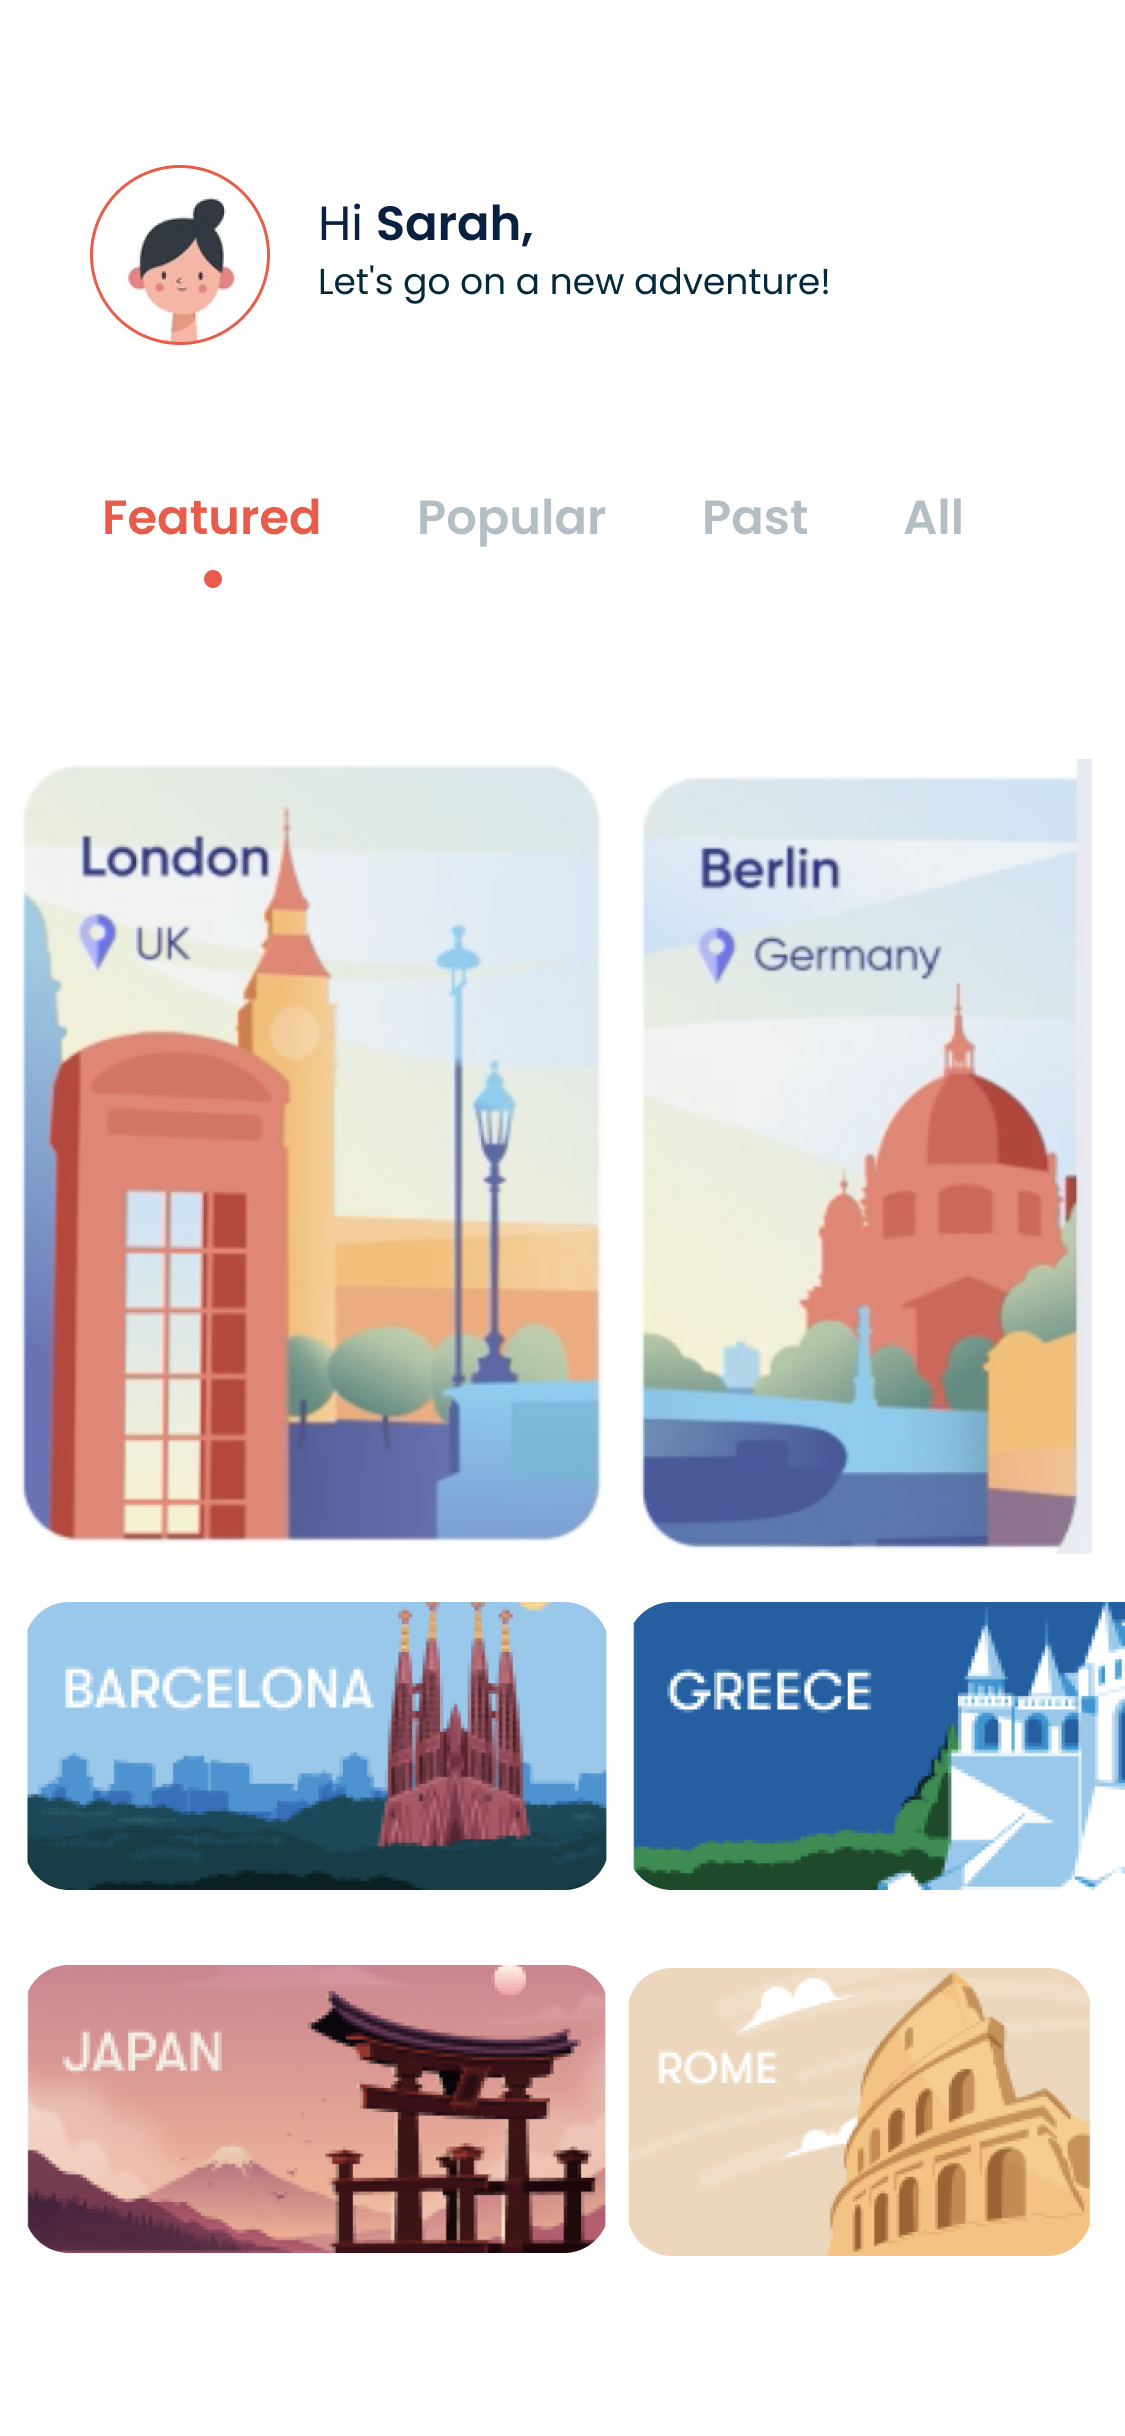 Hi Sarah,
Let's go on a new adventure!
Featured Popular Past All
London
UK
Berlin
Germany
BARCELONA
GREECE
JAPAN
ROME